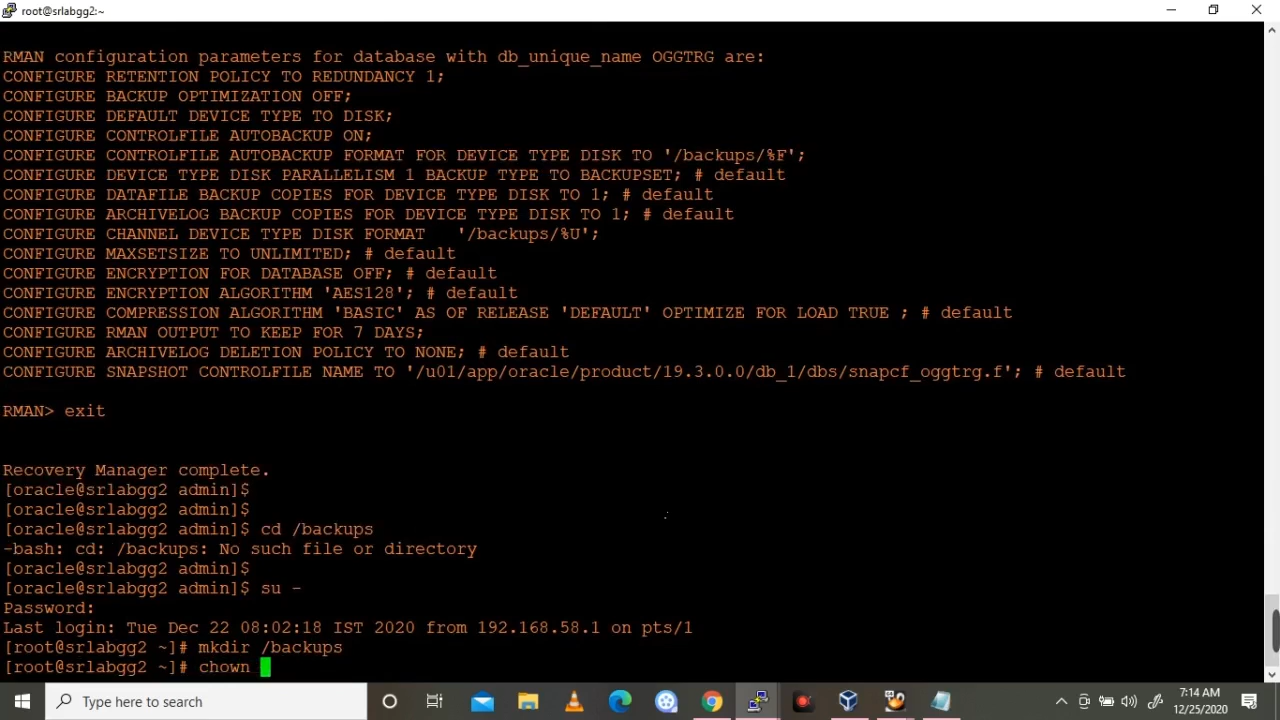 root@srlabgg2:~
RMAN configuration parameters for database with db_unique_name OGGTRG are:
CONFIGURE RETENTION POLICY TO REDUNDANCY 1;
CONFIGURE BACKUP OPTIMIZATION OFF;
CONFIGURE DEFAULT DEVICE TYPE TO DISK;
CONFIGURE CONTROLFILE AUTOBACKUP ON;
CONFIGURE CONTROLFILE AUTOBACKUP FORMAT FOR DEVICE TYPE DISK TO '/backups/%F';
CONFIGURE DEVICE TYPE DISK PARALLELISM 1 BACKUP TYPE TO BACKUPSET; # default
CONFIGURE DATAFILE BACKUP COPIES FOR DEVICE TYPE DISK TO 1; # default
CONFIGURE ARCHIVELOG BACKUP COPIES FOR DEVICE TYPE DISK TO 1; # default
CONFIGURE CHANNEL DEVICE TYPE DISK FORMAT   '/backups/%U';
CONFIGURE MAXSETSIZE TO UNLIMITED; # default
CONFIGURE ENCRYPTION FOR DATABASE OFF; # default
CONFIGURE ENCRYPTION ALGORITHM 'AES128'; # default
CONFIGURE COMPRESSION ALGORITHM 'BASIC' AS OF RELEASE 'DEFAULT' OPTIMIZE FOR LOAD TRUE ; # default
CONFIGURE RMAN OUTPUT TO KEEP FOR 7 DAYS;
CONFIGURE ARCHIVELOG DELETION POLICY TO NONE; # default
CONFIGURE SNAPSHOT CONTROLFILE NAME TO '/u01/app/oracle/product/19.3.0.0/db_1/dbs/snapcf_oggtrg.f'; # default
RMAN> exit
Recovery Manager complete.
[oracle@srlabgg2 admin]$
[oracle@srlabgg2 admin]$
[oracle@srlabgg2 admin]$ cd /backups
-bash: cd: /backups: No such file or directory
[oracle@srlabgg2 admin]$
[oracle@srlabgg2 admin]$ su -
Password:
Last login: Tue Dec 22 08:02:18 IST 2020 from 192.168.58.1 on pts/1
[root@srlabgg2 ~]# mkdir /backups
[root@srlabgg2 ~]# chown
Type here to search
7:14 AM
12/25/2020